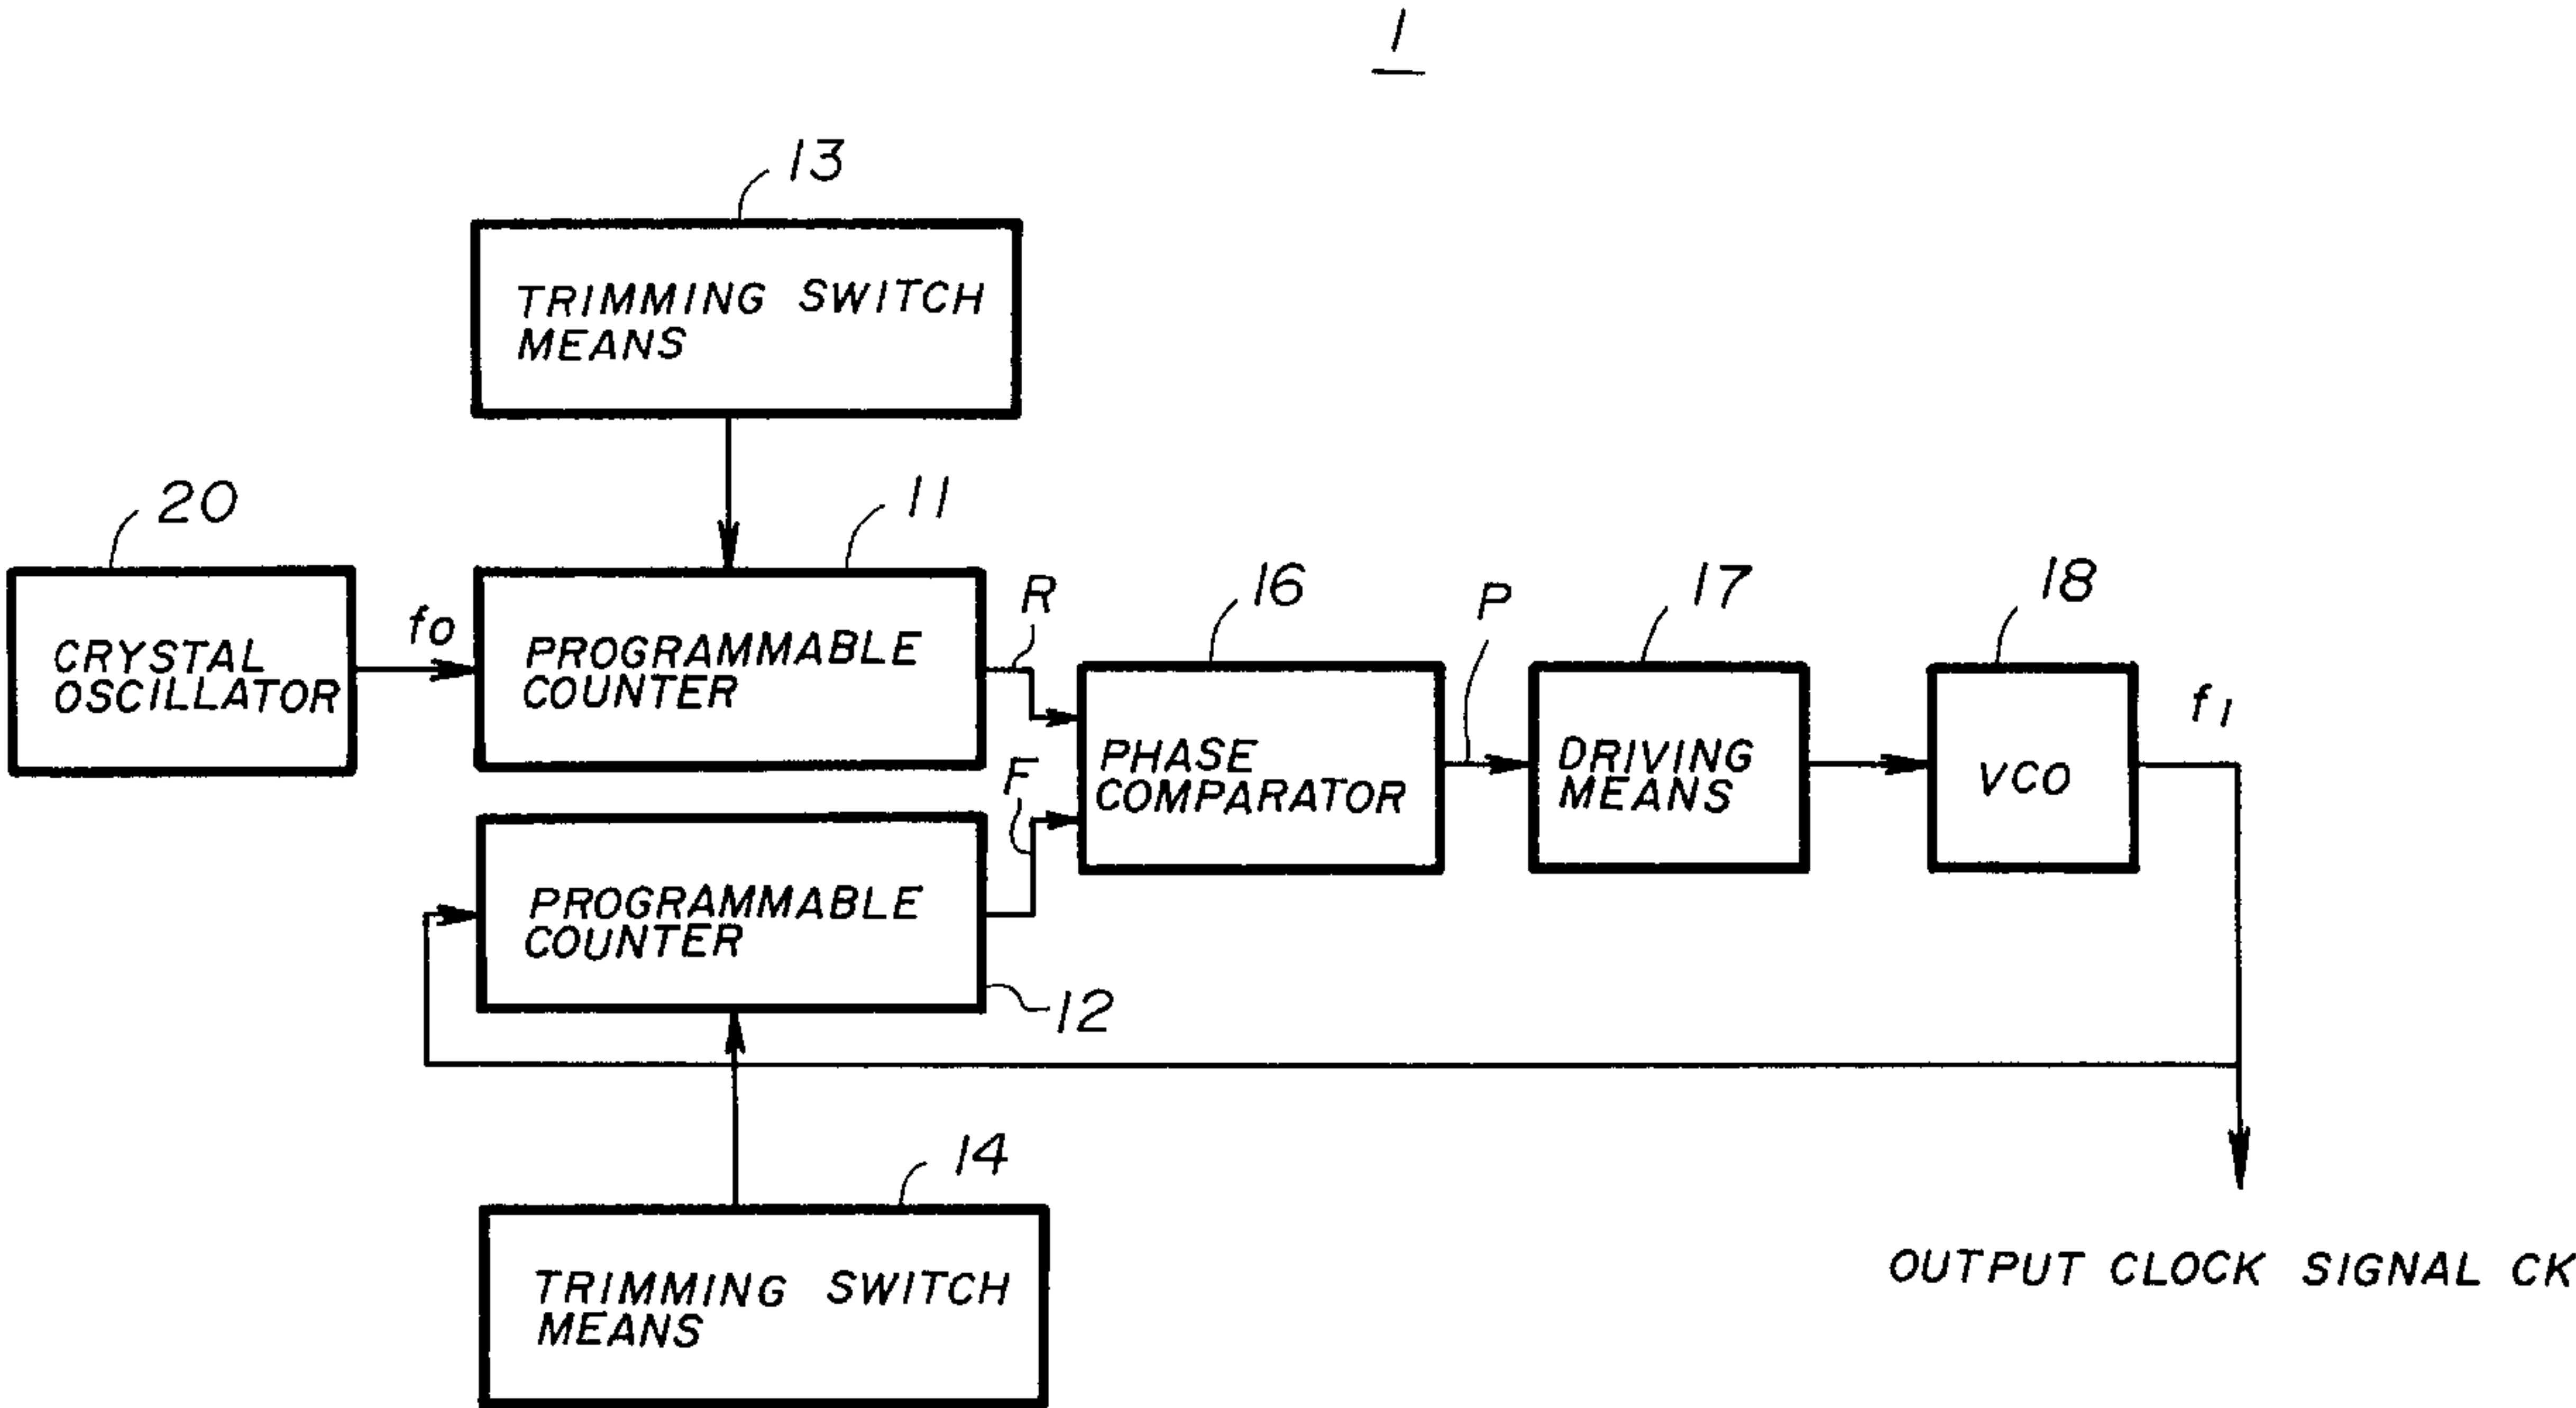 1
13
TRIMMING SWITCH
MEANS
20
11
CRYSTAL
OSCILLATOR
fo
PROGRAMMABLE
COUNTER
R
16
P
17
18
PHASE
COMPARATOR
DRIVING
MEANS
VCO
f1
F
PROGRAMMABLE
COUNTER
12
14
TRIMMING SWITCH
MEANS
OUTPUT CLOCK SIGNAL CK